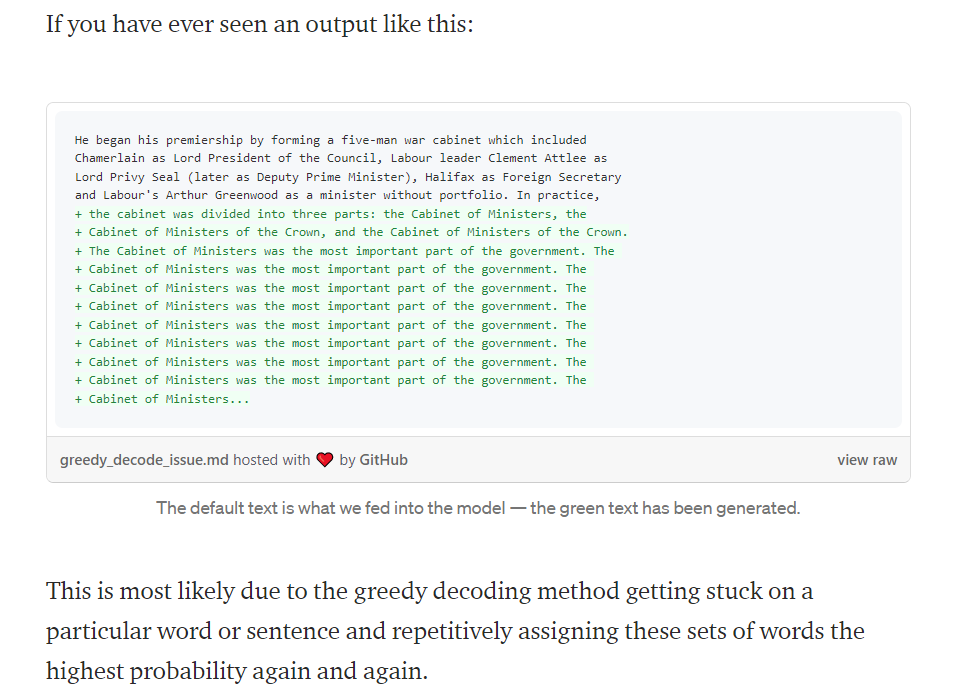 If you have ever seen an output like this:
He began his premiership by forming a five-man war cabinet which included
Chamerlain as Lord President of the Council, Labour leader Clement Attlee as
Lord Privy Seal (later as Deputy Prime Minister), Halifax as Foreign Secretary
and Labour's Arthur Greenwood as a minister without portfolio. In practice,
+ the cabinet was divided into three parts: the Cabinet of Ministers, the
+ Cabinet of Ministers of the Crown, and the Cabinet of Ministers of the Crown.
+ The Cabinet of Ministers was the most important part of the government. The
+ Cabinet of Ministers was the most important part of the government. The
+ Cabinet of Ministers was the most important part of the government. The
+ Cabinet of Ministers was the most important part of the government. The
+ Cabinet of Ministers was the most important part of the government. The
+ Cabinet of Ministers was the most important part of the government. The
+ Cabinet of Ministers was the most important part of the government. The
+ Cabinet of Ministers was the most important part of the government. The
+ Cabinet of Ministers...
greedy_decode_issue.md hosted with ❤ by GitHub view raw
The default text is what we fed into the model — the green text has been generated.
This is most likely due to the greedy decoding method getting stuck on a
particular word or sentence and repetitively assigning these sets of words the
highest probability again and again.